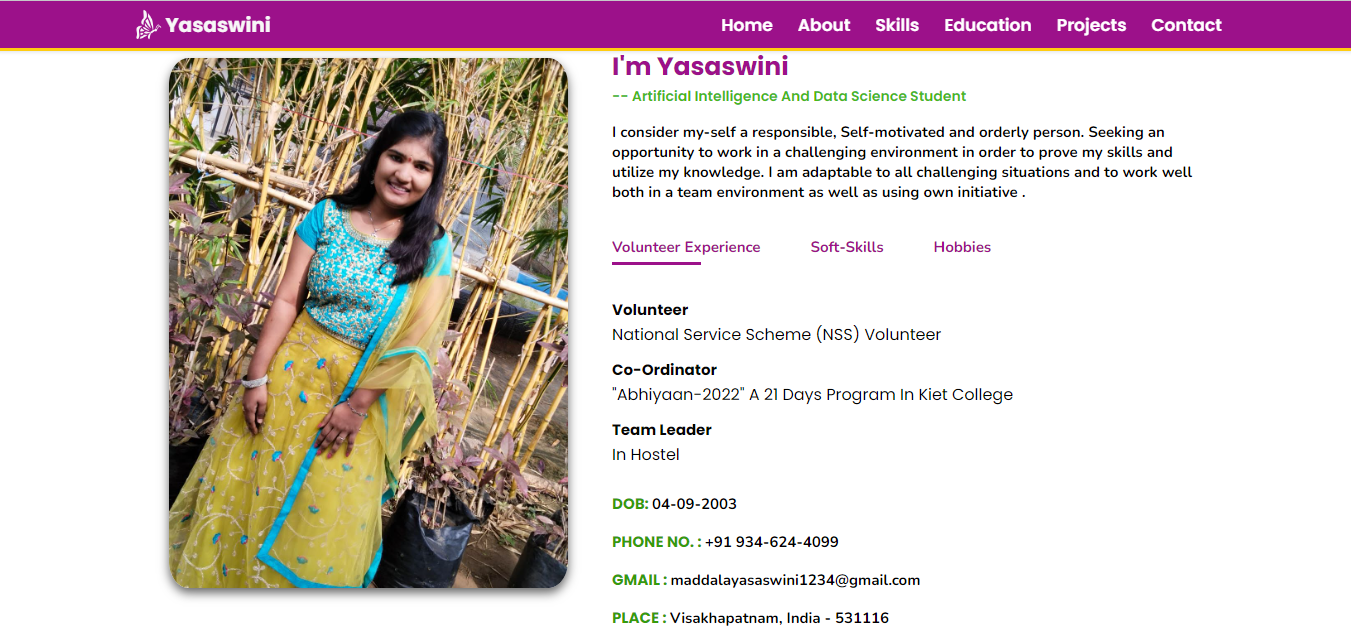 Yasaswini
Home About Skills Education Projects Contact
I'm Yasaswini
-- Artificial Intelligence And Data Science Student
I consider my-self a responsible, Self-motivated and orderly person. Seeking an
opportunity to work in a challenging environment in order to prove my skills and
utilize my knowledge. I am adaptable to all challenging situations and to work well
both in a team environment as well as using own initiative .
Volunteer Experience Soft-Skills Hobbies
Volunteer
National Service Scheme (NSS) Volunteer
Co-Ordinator
"Abhiyaan-2022" A 21 Days Program In Kiet College
Team Leader
In Hostel
DOB: 04-09-2003
PHONE NO. : +91 934-624-4099
GMAIL : maddalayasaswini1234@gmail.com
PLACE : Visakhapatnam, India - 531116